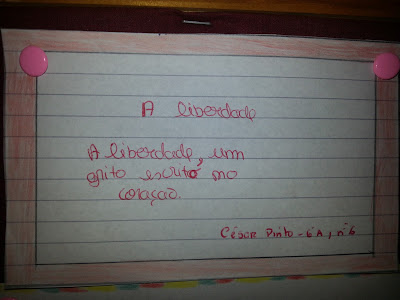 A liberdade
A liberdade, um
grito escrito no
coração.
César Pinto - 6ºA, nº6